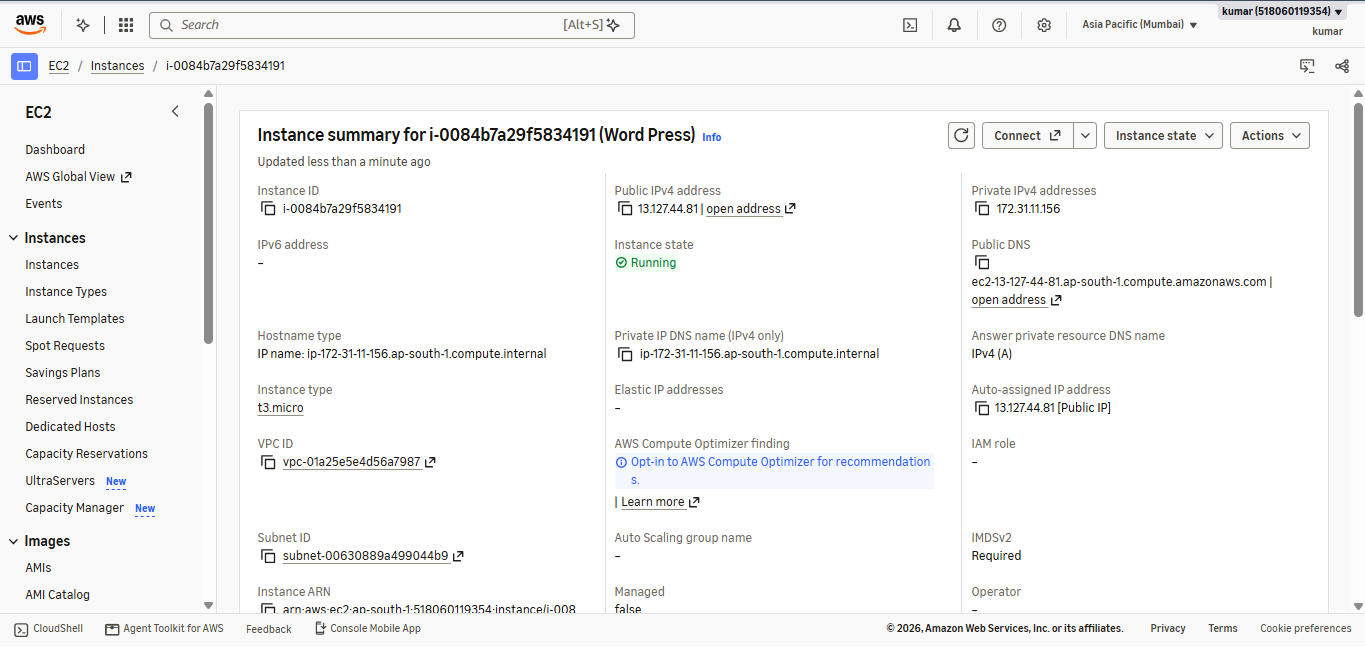 aws
Search [Alt+S]
Asia Pacific (Mumbai)
kumar (518060119354)
kumar
EC2 / Instances / i-0084b7a29f5834191
EC2
Dashboard
AWS Global View
Events
Instances
Instances
Instance Types
Launch Templates
Spot Requests
Savings Plans
Reserved Instances
Dedicated Hosts
Capacity Reservations
UltraServers New
Capacity Manager New
Images
AMIs
AMI Catalog
Instance summary for i-0084b7a29f5834191 (Word Press) Info
Updated less than a minute ago
Connect
Instance state
Actions
Instance ID
i-0084b7a29f5834191
Public IPv4 address
13.127.44.81 | open address
Private IPv4 addresses
172.31.11.156
IPv6 address
–
Instance state
Running
Public DNS
ec2-13-127-44-81.ap-south-1.compute.amazonaws.com |
open address
Hostname type
IP name: ip-172-31-11-156.ap-south-1.compute.internal
Private IP DNS name (IPv4 only)
ip-172-31-11-156.ap-south-1.compute.internal
Answer private resource DNS name
IPv4 (A)
Instance type
t3.micro
Elastic IP addresses
–
Auto-assigned IP address
13.127.44.81 [Public IP]
VPC ID
vpc-01a25e5e4d56a7987
AWS Compute Optimizer finding
Opt-in to AWS Compute Optimizer for recommendation
s.
| Learn more
IAM role
–
Subnet ID
subnet-00630889a499044b9
Auto Scaling group name
–
IMDSv2
Required
Instance ARN
arn:aws:ec2:ap-south-1:518060119354:instance/i-008
Managed
false
Operator
–
CloudShell
Agent Toolkit for AWS
Feedback
Console Mobile App
© 2026, Amazon Web Services, Inc. or its affiliates.
Privacy
Terms
Cookie preferences